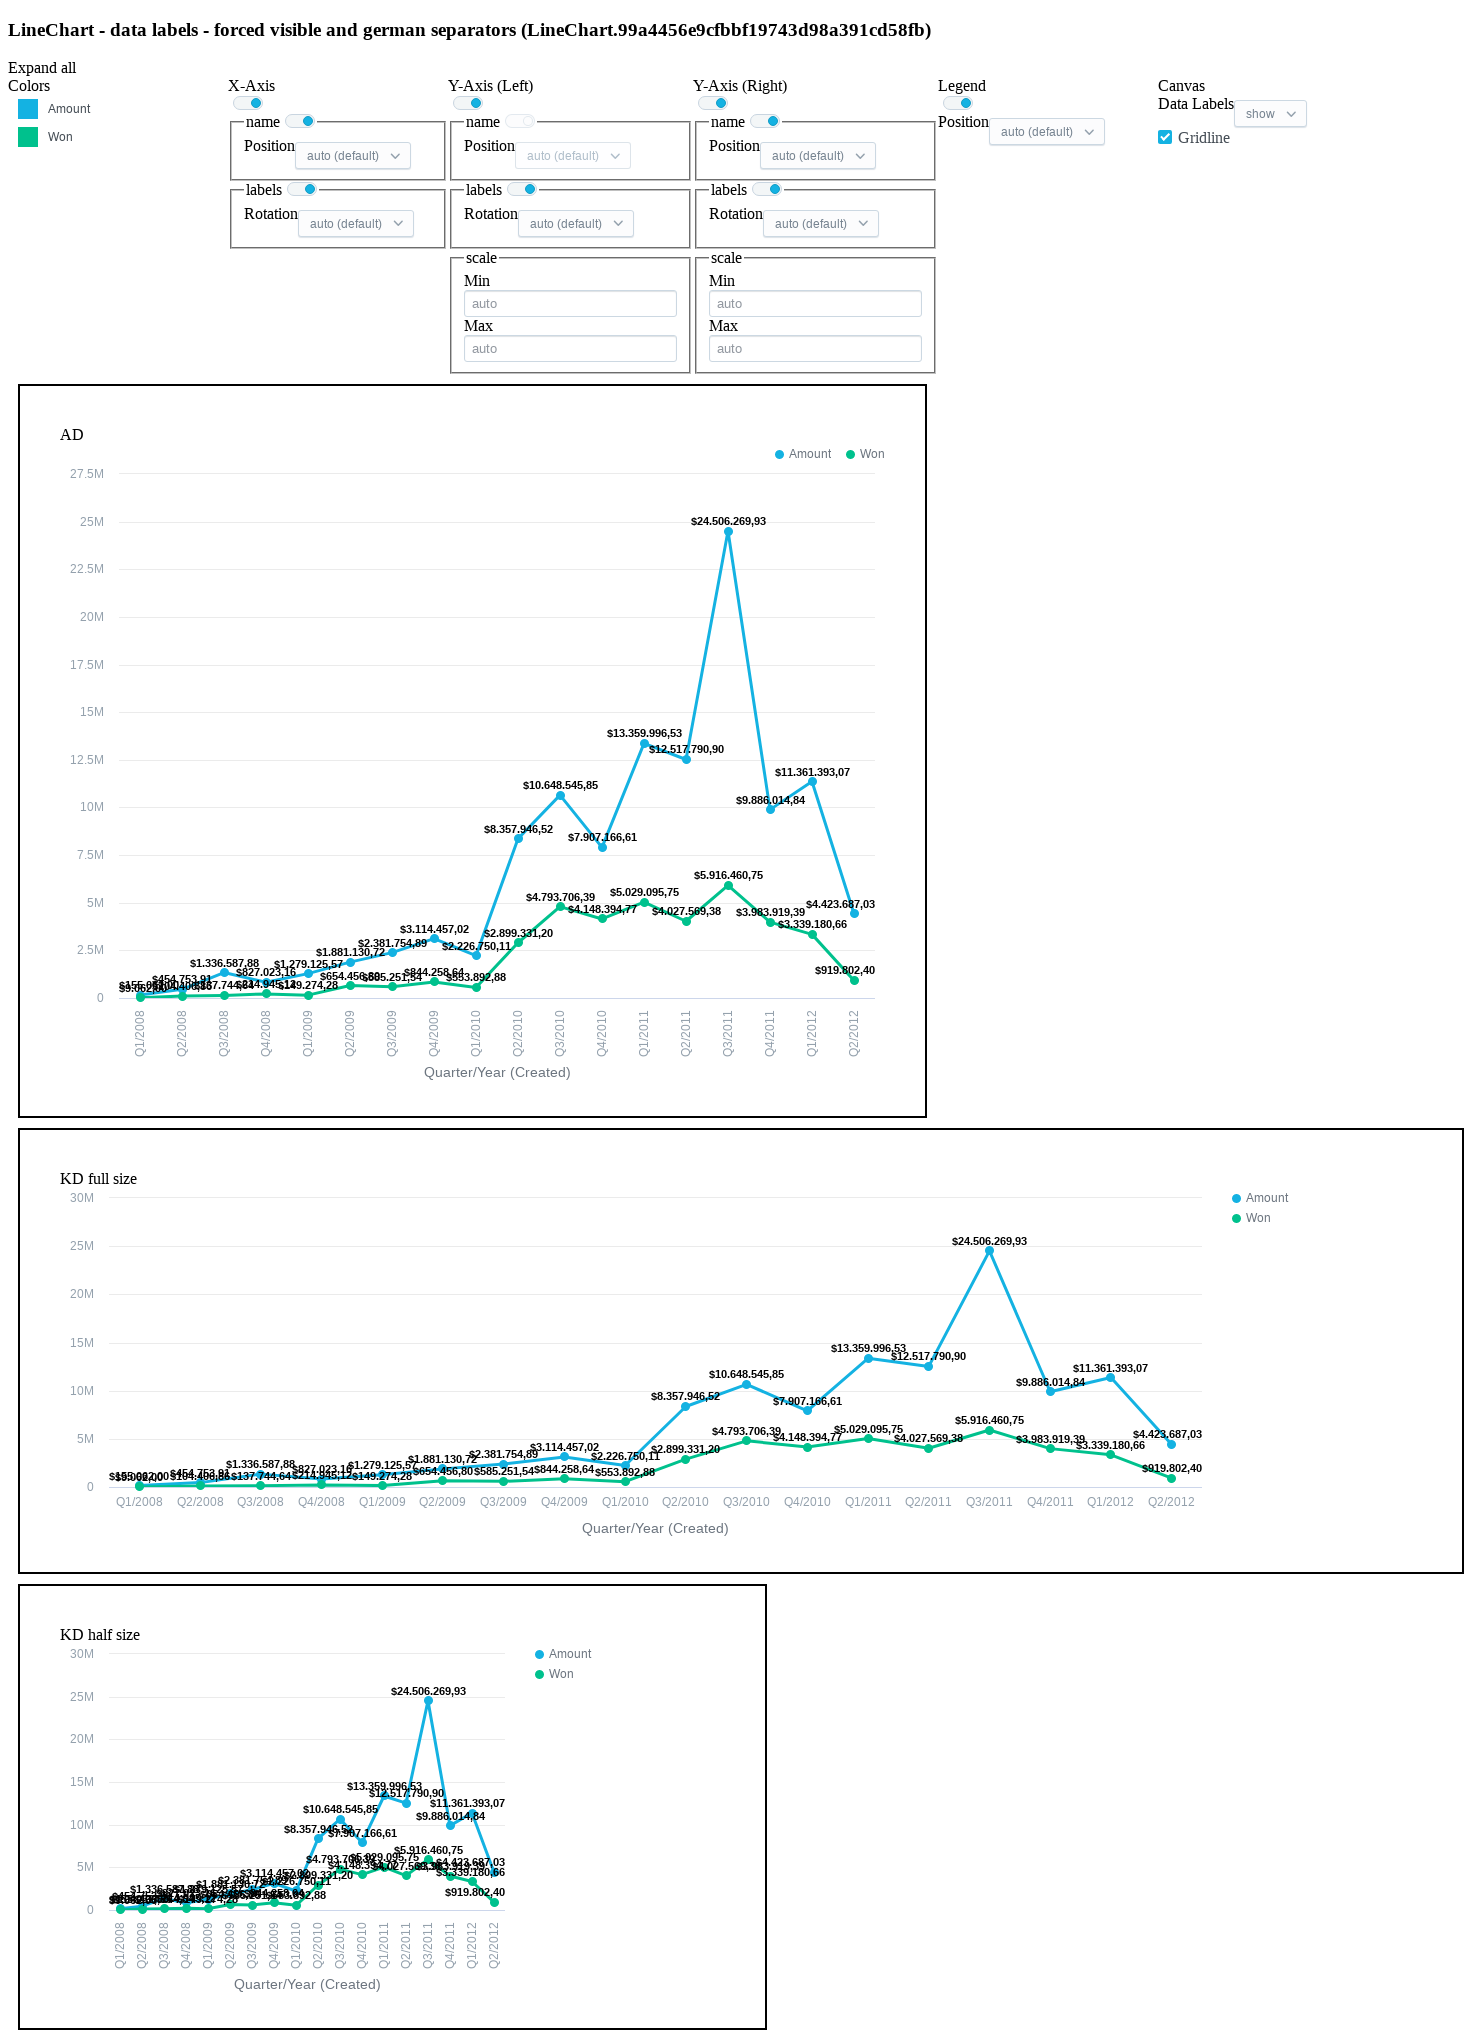 LineChart - data labels - forced visible and german separators (LineChart.99a4456e9cfbbf19743d98a391cd58fb)
Expand all
Colors
Amount
Won
X-Axis
name
Position auto (default)
labels
Rotation auto (default)
Y-Axis (Left)
name
Position auto (default)
labels
Rotation auto (default)
scale
Min
auto
Max
auto
Y-Axis (Right)
name
Position auto (default)
labels
Rotation auto (default)
scale
Min
auto
Max
auto
Legend
Position auto (default)
Canvas
Data Labels show
Gridline
AD
Amount Won
27.5M
25M
22.5M
20M
17.5M
15M
12.5M
10M
7.5M
5M
2.5M
0
$24.506.269,93
$13.359.996,53
$12.517.790,90
$11.361.393,07
$10.648.545,85
$9.886.014,84
$8.357.946,52
$7.907.166,61
$5.916.460,75
$5.029.095,75
$4.793.706,39
$4.423.687,03
$4.148.394,77
$4.027.569,38
$3.983.919,39
$3.339.180,66
$3.114.457,02
$2.899.331,20
$2.381.754,89
$2.226.750,11
$1.881.130,72
$1.336.587,88
$1.279.125,57
$919.802,40
$827.023,16
$844.258,64
$553.892,88
$454.753,91
$149.274,28
Q1/2008 Q2/2008 Q3/2008 Q4/2008 Q1/2009 Q2/2009 Q3/2009 Q4/2009 Q1/2010 Q2/2010 Q3/2010 Q4/2010 Q1/2011 Q2/2011 Q3/2011 Q4/2011 Q1/2012 Q2/2012
Quarter/Year (Created)
KD full size
Amount
Won
30M
25M
20M
15M
10M
5M
0
$24.506.269,93
$13.359.996,53
$12.517.790,90
$11.361.393,07
$10.648.545,85
$9.886.014,84
$8.357.946,52
$7.907.166,61
$5.916.460,75
$5.029.095,75
$4.793.706,39
$4.423.687,03
$4.148.394,77
$4.027.569,38
$3.983.919,39
$3.339.180,66
$3.114.457,02
$2.899.331,20
$2.381.754,89
$2.226.750,11
$1.881.130,72
$1.336.587,88
$1.279.125,57
$919.802,40
$827.023,16
$844.258,64
$654.456,80
$585.251,54
$553.892,88
$214.945,12
$149.274,28
$137.744,64
Q1/2008 Q2/2008 Q3/2008 Q4/2008 Q1/2009 Q2/2009 Q3/2009 Q4/2009 Q1/2010 Q2/2010 Q3/2010 Q4/2010 Q1/2011 Q2/2011 Q3/2011 Q4/2011 Q1/2012 Q2/2012
Quarter/Year (Created)
KD half size
Amount
Won
30M
25M
20M
15M
10M
5M
0
$24.506.269,93
$13.359.996,53
$12.517.790,90
$11.361.393,07
$10.648.545,85
$9.886.014,84
$8.357.946,52
$7.907.166,61
$5.916.460,75
$5.029.095,75
$4.423.687,03
$3.339.180,66
$3.114.457,02
$919.802,40
Q1/2008 Q2/2008 Q3/2008 Q4/2008 Q1/2009 Q2/2009 Q3/2009 Q4/2009 Q1/2010 Q2/2010 Q3/2010 Q4/2010 Q1/2011 Q2/2011 Q3/2011 Q4/2011 Q1/2012 Q2/2012
Quarter/Year (Created)